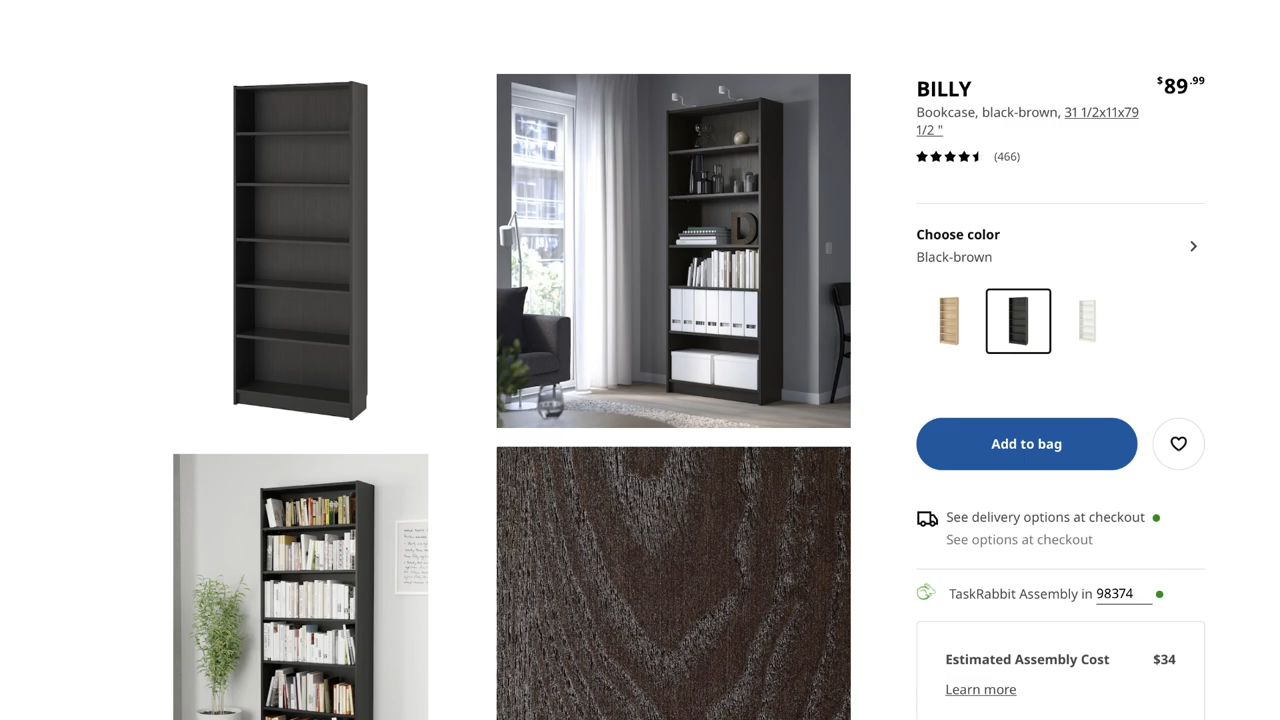 BILLY
$89.99
Bookcase, black-brown, 31 1/2x11x79
1/2 "
(466)
Choose color
Black-brown
Add to bag
See delivery options at checkout
See options at checkout
TaskRabbit Assembly in 98374
Estimated Assembly Cost $34
Learn more
D